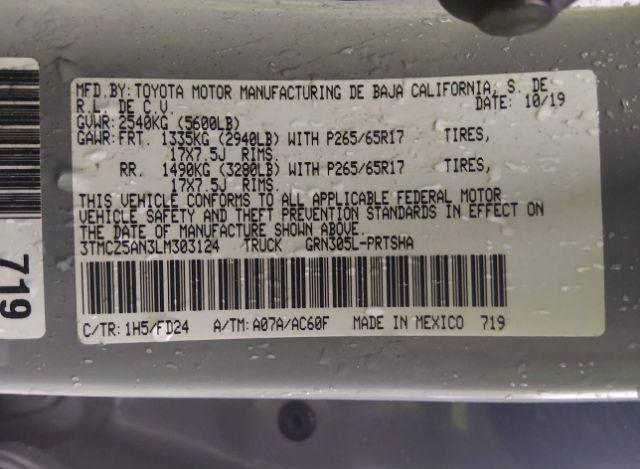 MFD.BY:TOYOTA MOTOR MANUFACTURING DE BAJA CALIFORNIA, S. DE
R.L. DE C.V. DATE: 10/19
GVWR:2540KG (5600LB)
GAWR:FRT. 1335KG (2940LB) WITH P265/65R17 TIRES,
17X7.5J RIMS.
RR. 1490KG (3280LB) WITH P265/65R17 TIRES,
17X7.5J RIMS.
THIS VEHICLE CONFORMS TO ALL APPLICABLE FEDERAL MOTOR
VEHICLE SAFETY AND THEFT PREVENTION STANDARDS IN EFFECT ON
THE DATE OF MANUFACTURE SHOWN ABOVE.
3TMCZ5AN3LM303124 TRUCK GRN305L-PRTSHA
C/TR: 1H5/FD24 A/TM: A07A/AC60F MADE IN MEXICO 719
719